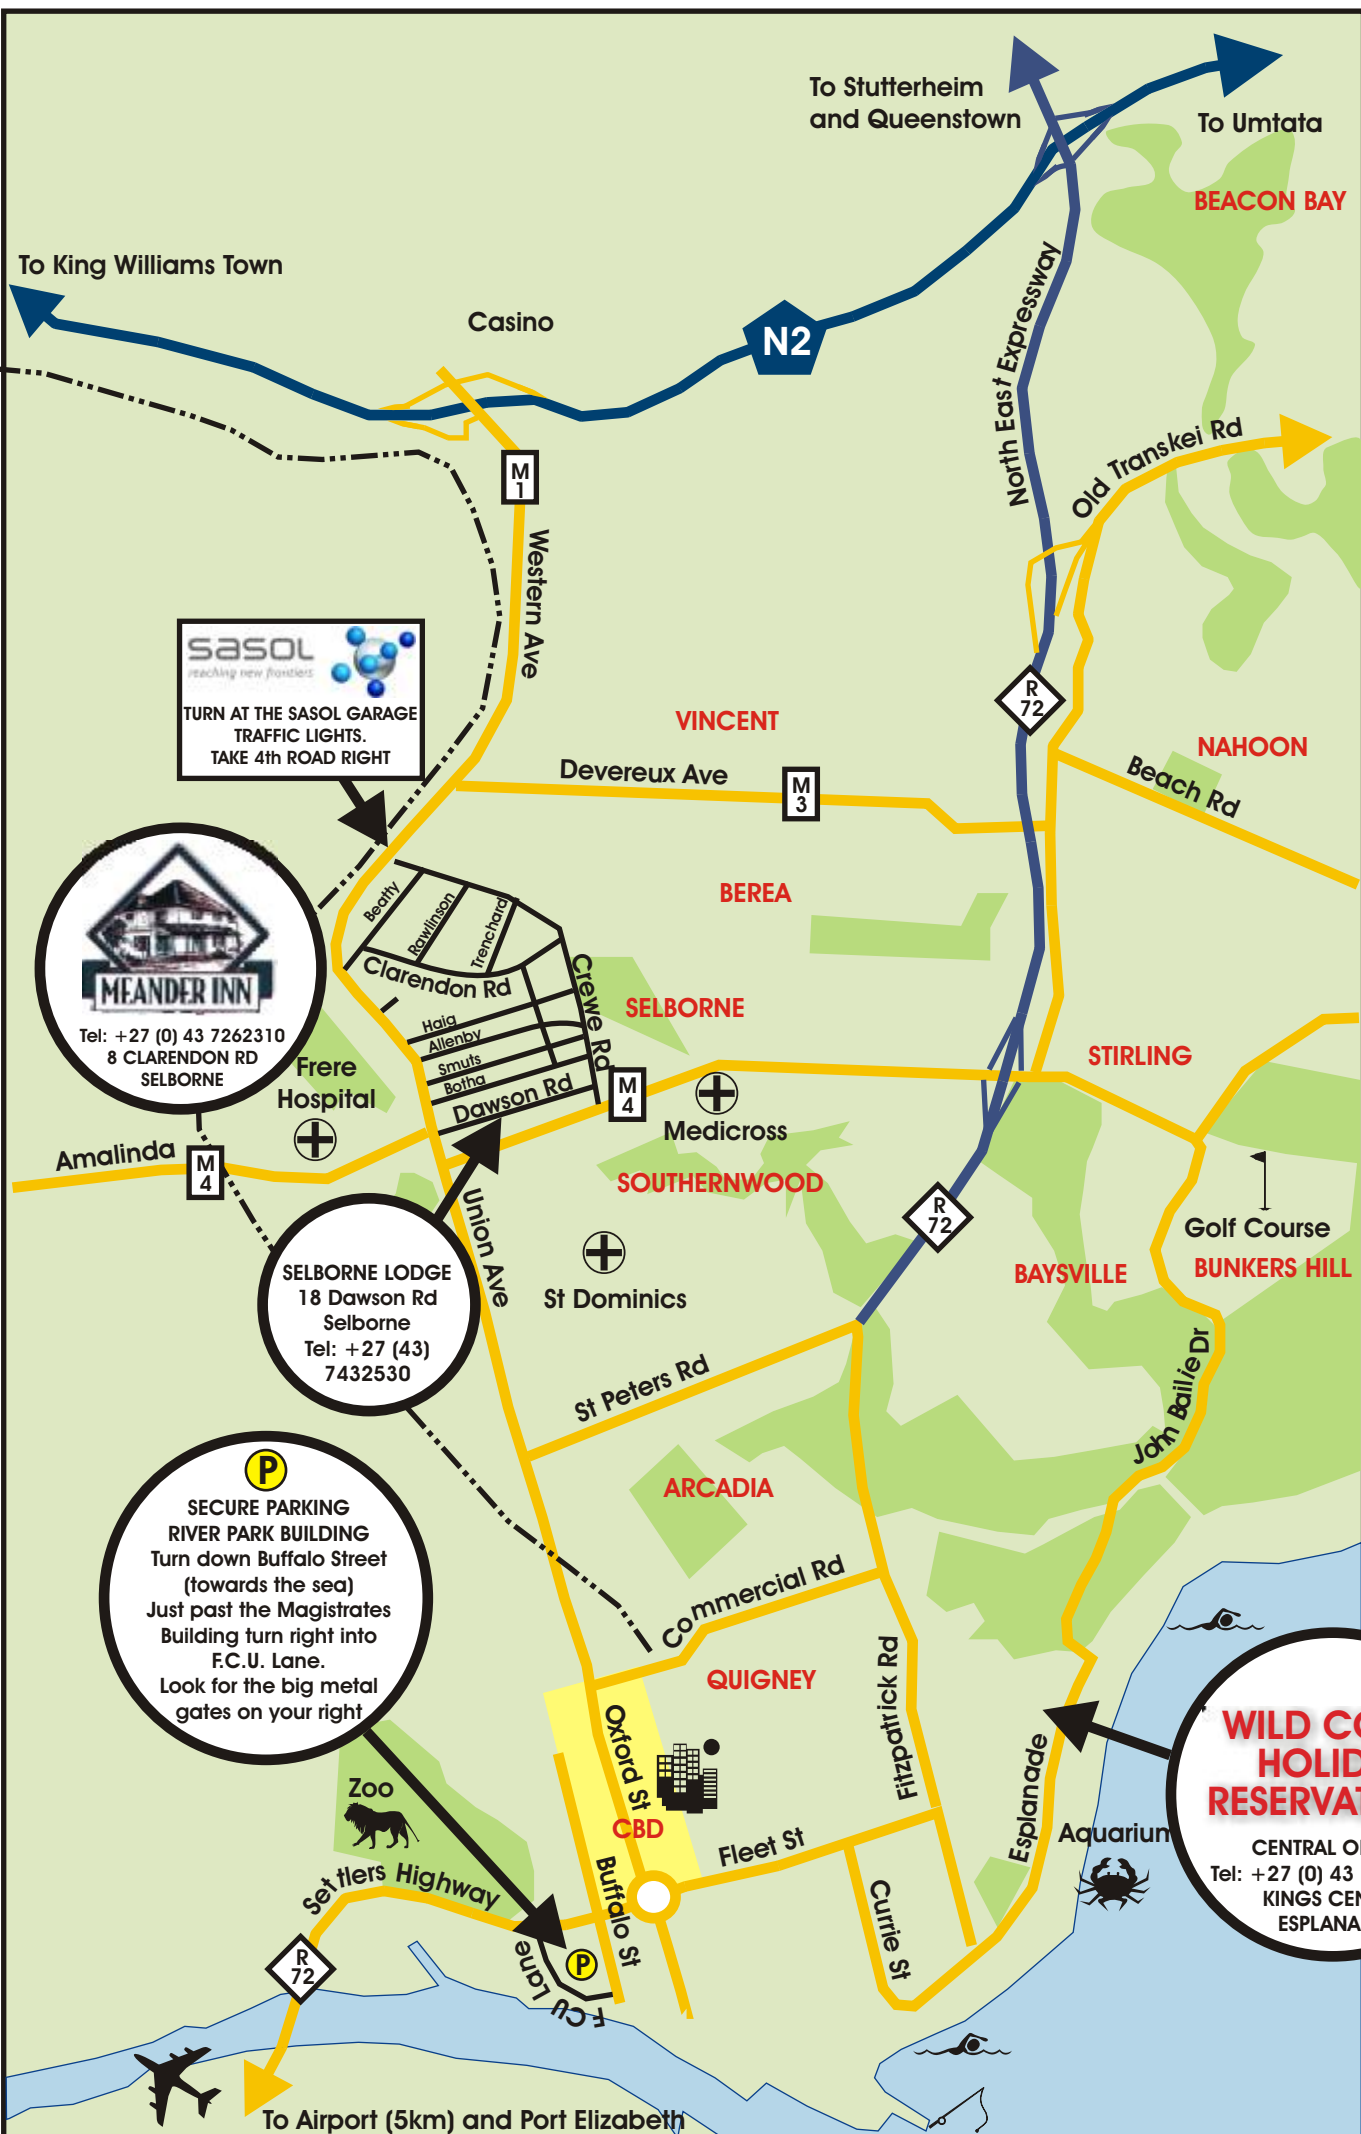 To Stutterheim
and Queenstown
To Umtata
BEACON BAY
To King Williams Town
Casino
N2
North East Expressway
Old Transkei Rd
M
1
Western Ave
sasol
reaching new frontiers
TURN AT THE SASOL GARAGE
TRAFFIC LIGHTS.
TAKE 4th ROAD RIGHT
R
72
VINCENT
NAHOON
Devereux Ave
M
3
Beach Rd
BEREA
Beatty
Rawlinson
Trenchard
Clarendon Rd
Crewe Rd
MEANDER INN
Tel: +27 (0) 43 7262310
8 CLARENDON RD
SELBORNE
SELBORNE
Haig
Allenby
Smuts
Botha
Dawson Rd
Frere
Hospital
STIRLING
M
4
Medicross
Amalinda
M
4
SOUTHERNWOOD
R
72
Golf Course
BUNKERS HILL
BAYSVILLE
Union Ave
SELBORNE LODGE
18 Dawson Rd
Selborne
Tel: +27 (43)
7432530
St Dominics
John Bailie Dr
St Peters Rd
ARCADIA
P
SECURE PARKING
RIVER PARK BUILDING
Turn down Buffalo Street
(towards the sea)
Just past the Magistrates
Building turn right into
F.C.U. Lane.
Look for the big metal
gates on your right
Commercial Rd
QUIGNEY
Fitzpatrick Rd
Oxford St
CBD
WILD CO
HOLID
RESERVAT
CENTRAL O
Tel: +27 (0) 43
KINGS CEN
ESPLANA
Esplanade
Aquarium
Zoo
Fleet St
Settlers Highway
Buffalo St
Currie St
R
72
P
FCU Lane
To Airport (5km) and Port Elizabeth